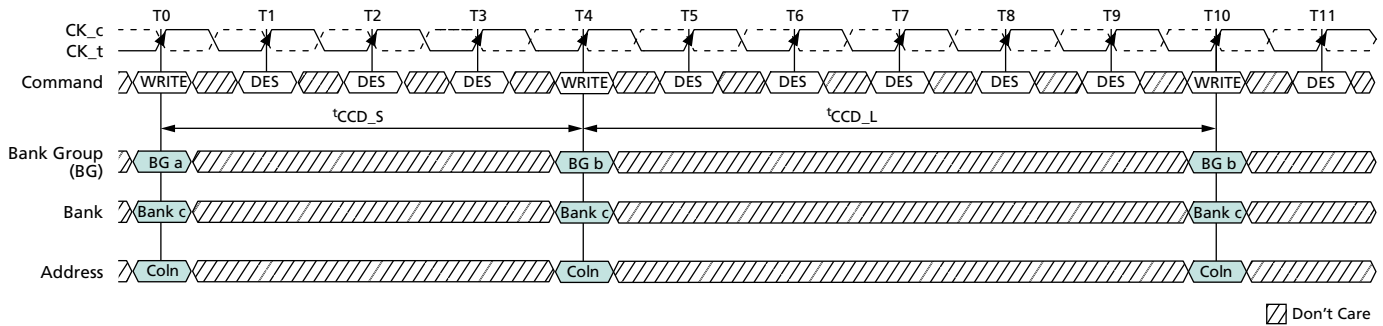 T0 T1 T2 T3 T4 T5 T6 T7 T8 T9 T10 T11
CK_c
CK_t
Command WRITE DES DES DES WRITE DES DES DES DES DES WRITE DES
tCCD_S tCCD_L
Bank Group
(BG) BG a BG b BG b
Bank Bank c Bank c Bank c
Address Coln Coln Coln
Don't Care